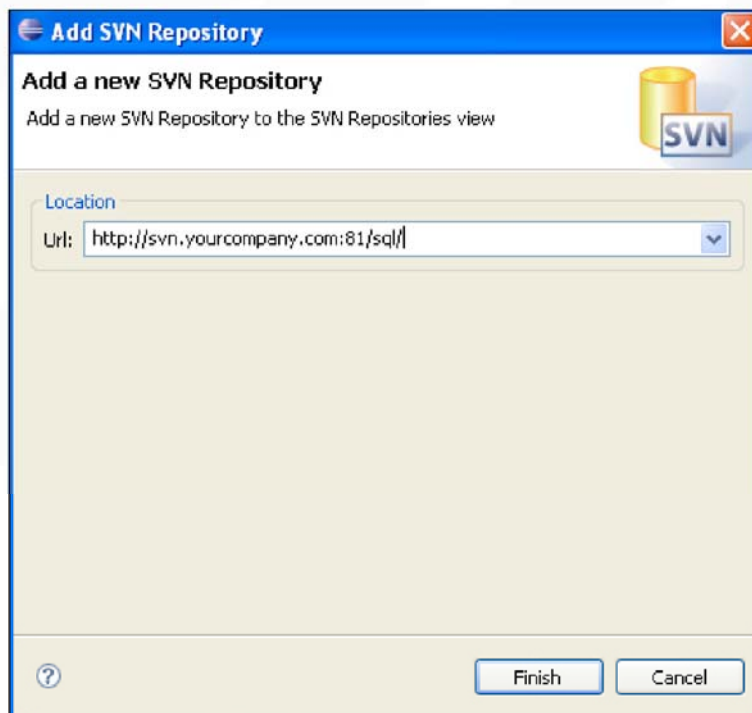 Add SVN Repository
Add a new SVN Repository
Add a new SVN Repository to the SVN Repositories view
SVN
Location
Url: http://svn.yourcompany.com:81/sql/
?
Finish Cancel